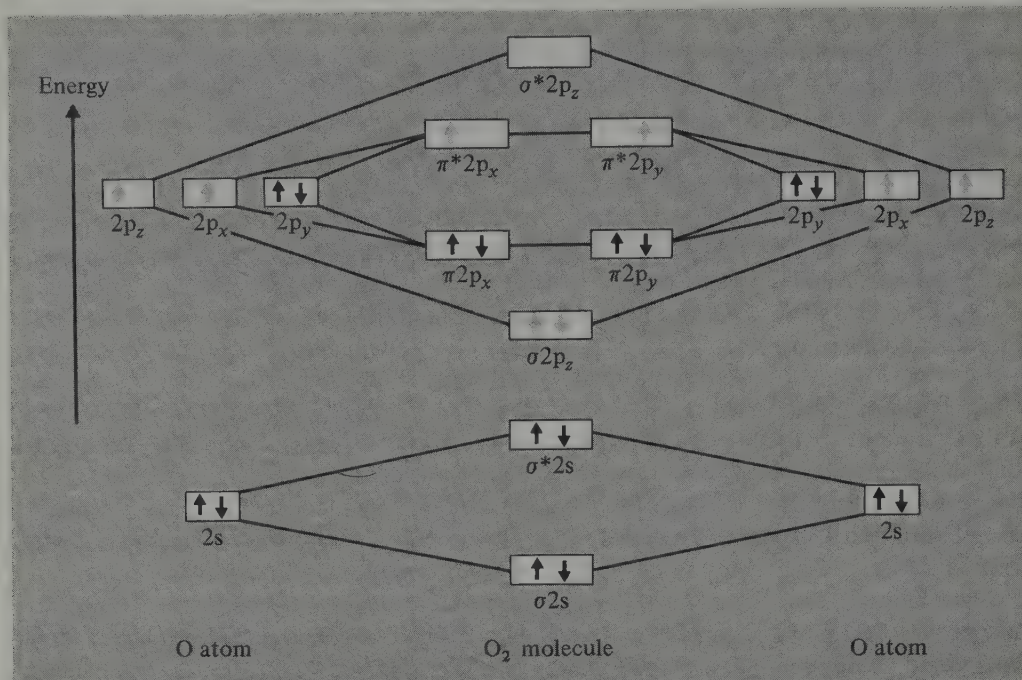 σ*2p_z
Energy
π*2p_x π*2p_y
2p_z 2p_x 2p_y 2p_y 2p_x 2p_z
π2p_x π2p_y
σ2p_z
σ*2s
2s 2s
σ2s
O atom O₂ molecule O atom